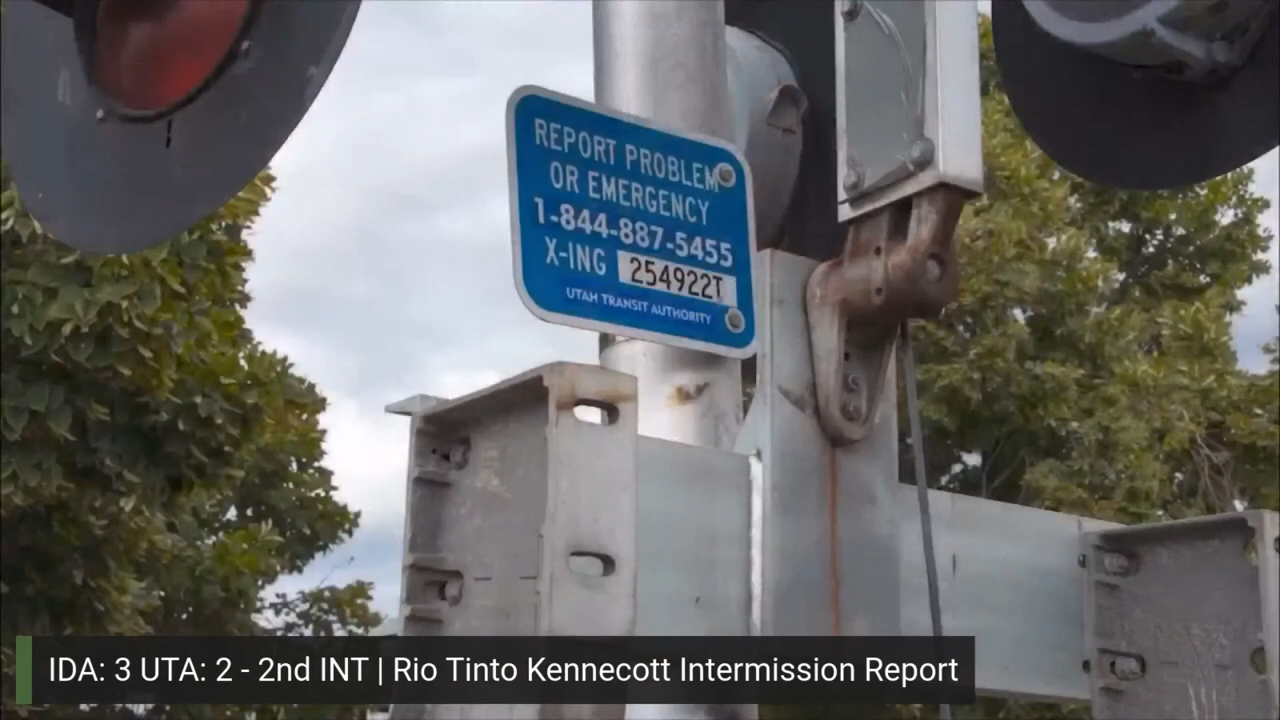 REPORT PROBLEM
OR EMERGENCY
1-844-887-5455
X-ING 254922T
UTAH TRANSIT AUTHORITY
IDA: 3 UTA: 2 - 2nd INT | Rio Tinto Kennecott Intermission Report